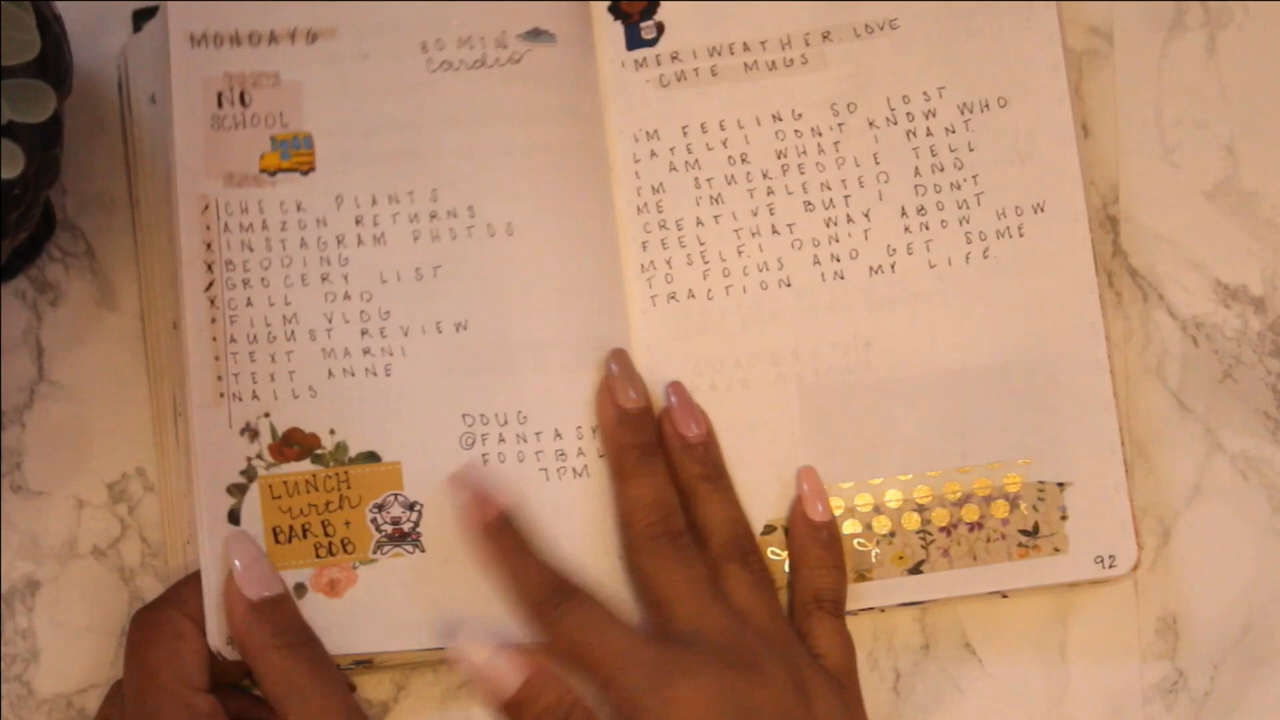 MONDAY 6
30 MIN
cardio
NO
SCHOOL
CHECK PLANTS
AMAZON RETURNS
INSTAGRAM PHOTOS
BEDDING
GROCERY LIST
CALL DAD
FILM VLOG
AUGUST REVIEW
TEXT MARNI
TEXT ANNE
NAILS
LUNCH
with
BARB +
BOB
DOUG
@FANTASY
FOOTBAL
7PM
MERIWEATHER LOVE
- CUTE MUGS
I'M FEELING SO LOST
LATELY. I DON'T KNOW WHO
I AM OR WHAT I WANT.
I'M STUCK. PEOPLE TELL
ME I'M TALENTED AND
CREATIVE BUT I DON'T
FEEL THAT WAY ABOUT
MYSELF. I DON'T KNOW HOW
TO FOCUS AND GET SOME
TRACTION IN MY LIFE.
92